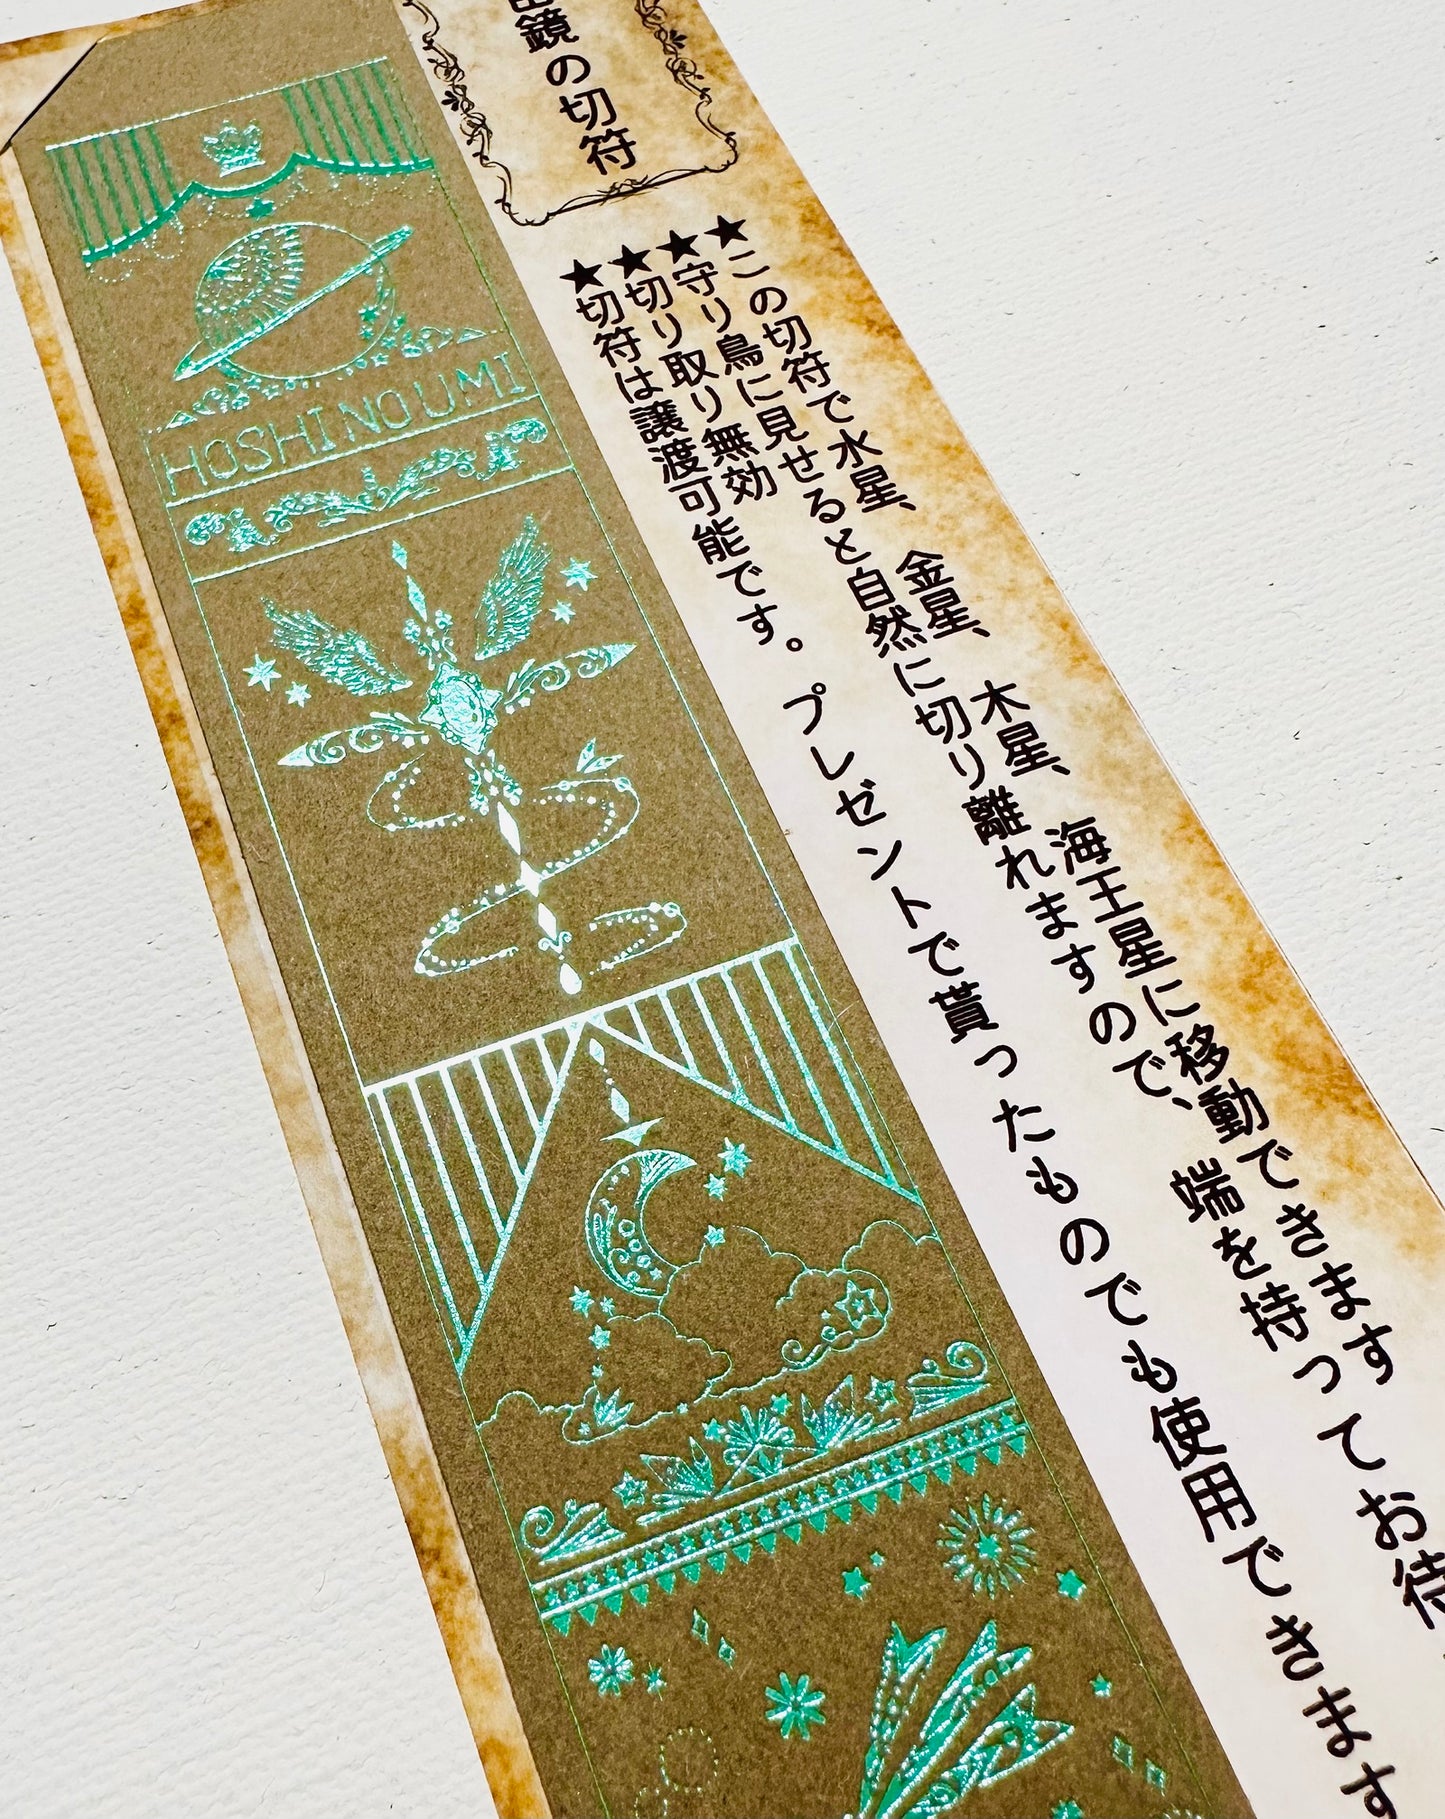 鏡の切符
★この切符で水星、金星、木星、海王星に移動できます
★守り鳥に見せると自然に切り離れますので、端を持ってお待
★切り取り無効
★切符は譲渡可能です。プレゼントで貰ったものでも使用できます
HOSHI NO UMI